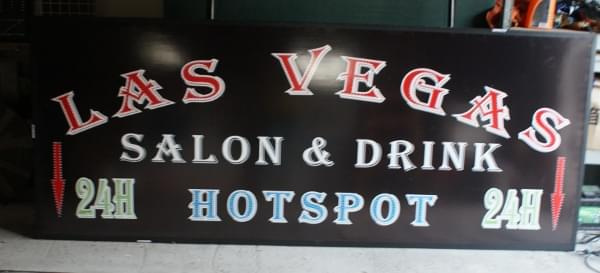 LAS VEGAS
SALON & DRINK
24H HOTSPOT 24H